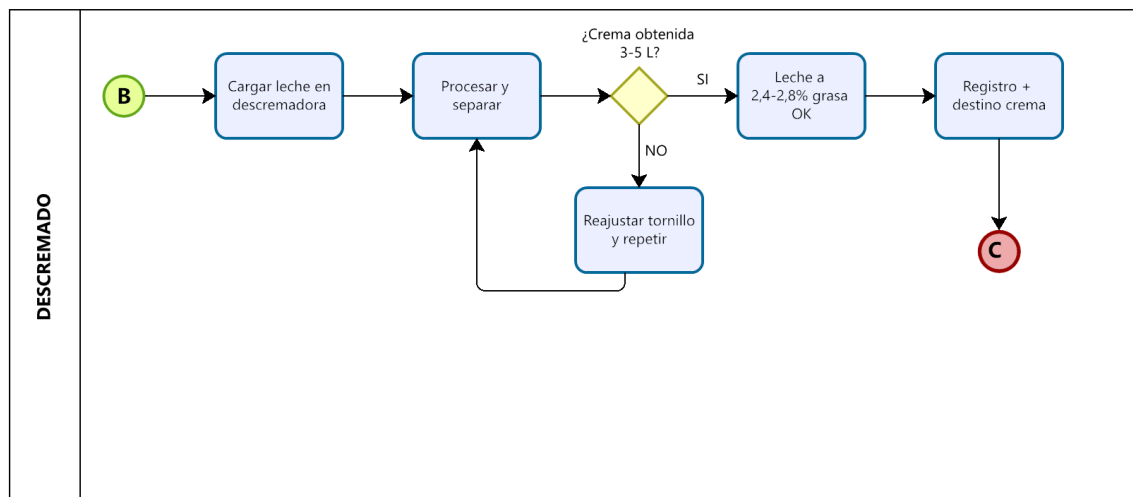 DESCREMADO
B
Cargar leche en
descremadora
Procesar y
separar
¿Crema obtenida
3-5 L?
SI
NO
Leche a
2,4-2,8% grasa
OK
Registro +
destino crema
Reajustar tornillo
y repetir
C